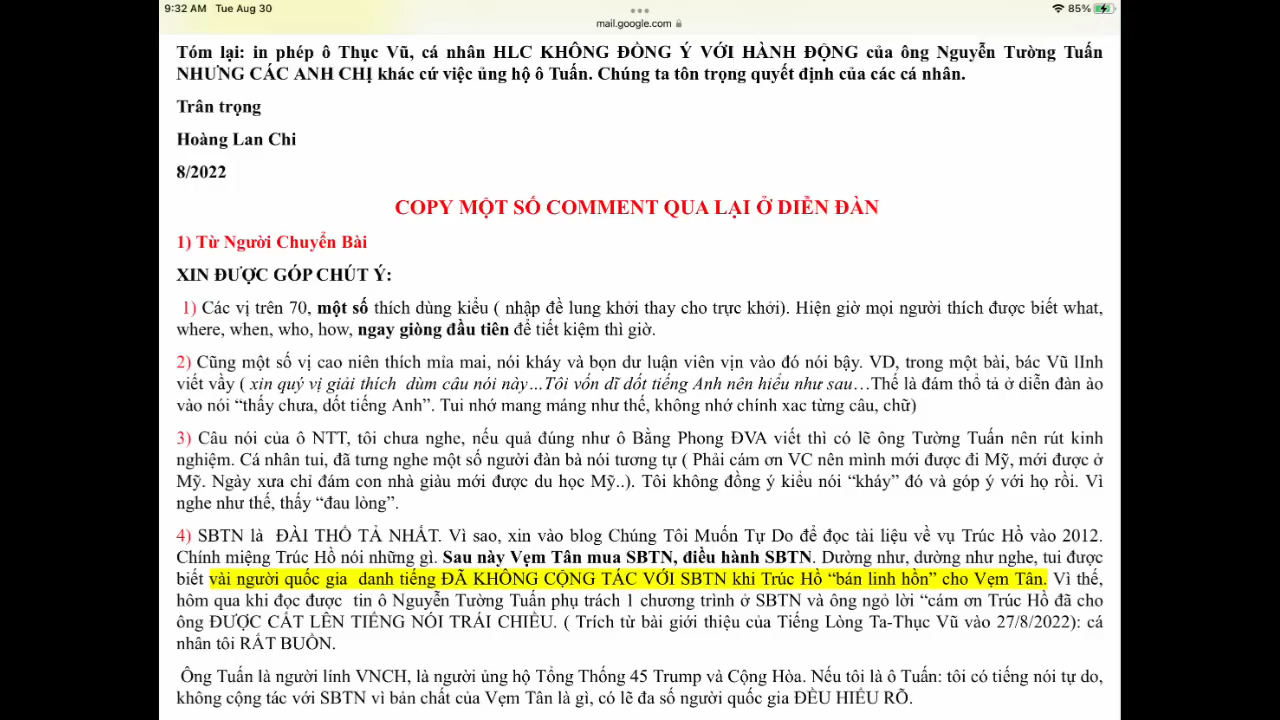 9:32 AM Tue Aug 30
mail.google.com
85%
Tóm lại: in phép ô Thục Vũ, cá nhân HLC KHÔNG ĐỒNG Ý VỚI HÀNH ĐỘNG của ông Nguyễn Tường Tuấn
NHƯNG CÁC ANH CHỊ khác cứ việc ủng hộ ô Tuấn. Chúng ta tôn trọng quyết định của các cá nhân.
Trân trọng
Hoàng Lan Chi
8/2022
COPY MỘT SỐ COMMENT QUA LẠI Ở DIỄN ĐÀN
1) Từ Người Chuyển Bài
XIN ĐƯỢC GÓP CHÚT Ý:
1) Các vị trên 70, một số thích dùng kiểu ( nhập đề lung khởi thay cho trực khởi). Hiện giờ mọi người thích được biết what,
where, when, who, how, ngay giòng đầu tiên để tiết kiệm thì giờ.
2) Cũng một số vị cao niên thích mỉa mai, nói kháy và bọn dư luận viên vịn vào đó nói bậy. VD, trong một bài, bác Vũ lInh
viết vầy ( xin quý vị giải thích dùm câu nói này…Tôi vốn dĩ dốt tiếng Anh nên hiểu như sau…Thế là đám thổ tả ở diễn đàn ào
vào nói “thấy chưa, dốt tiếng Anh”. Tui nhớ mang máng như thế, không nhớ chính xac từng câu, chữ)
3) Câu nói của ô NTT, tôi chưa nghe, nếu quả đúng như ô Bằng Phong ĐVA viết thì có lẽ ông Tường Tuấn nên rút kinh
nghiệm. Cá nhân tui, đã tưng nghe một số người đàn bà nói tương tự ( Phải cám ơn VC nên mình mới được đi Mỹ, mới được ở
Mỹ. Ngày xưa chỉ đám con nhà giàu mới được du học Mỹ..). Tôi không đồng ý kiểu nói “kháy” đó và góp ý với họ rồi. Vì
nghe như thế, thấy “đau lòng”.
4) SBTN là ĐÀI THỔ TẢ NHẤT. Vì sao, xin vào blog Chúng Tôi Muốn Tự Do để đọc tài liệu về vụ Trúc Hồ vào 2012.
Chính miệng Trúc Hồ nói những gì. Sau này Vẹm Tân mua SBTN, điều hành SBTN. Dường như, dường như nghe, tui được
biết vài người quốc gia danh tiếng ĐÃ KHÔNG CỘNG TÁC VỚI SBTN khi Trúc Hồ “bán linh hồn” cho Vẹm Tân. Vì thế,
hôm qua khi đọc được tin ô Nguyễn Tường Tuấn phụ trách 1 chương trình ở SBTN và ông ngỏ lời “cám ơn Trúc Hồ đã cho
ông ĐƯỢC CẤT LÊN TIẾNG NÓI TRÁI CHIỀU. ( Trích từ bài giới thiệu của Tiếng Lòng Ta-Thục Vũ vào 27/8/2022): cá
nhân tôi RẤT BUỒN.
Ông Tuấn là người lính VNCH, là người ủng hộ Tổng Thống 45 Trump và Cộng Hòa. Nếu tôi là ô Tuấn: tôi có tiếng nói tự do,
không cộng tác với SBTN vì bản chất của Vẹm Tân là gì, có lẽ đa số người quốc gia ĐỀU HIỂU RÕ.